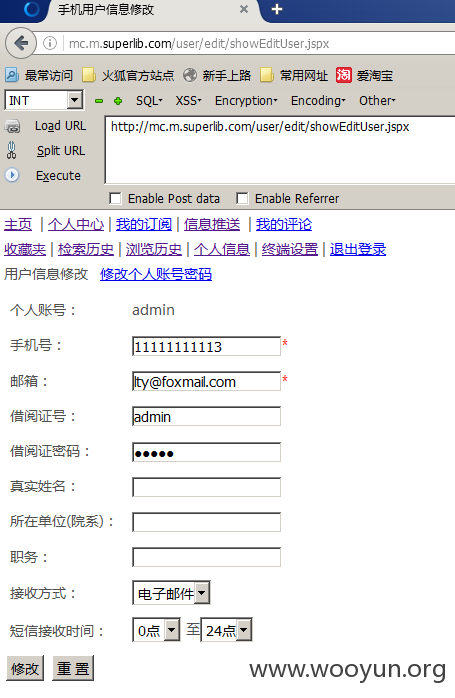 手机用户信息修改
mc.m.superlib.com/user/edit/showEditUser.jspx
最常访问 火狐官方站点 新手上路 常用网址 淘 爱淘宝
INT SQL XSS Encryption Encoding Other
Load URL http://mc.m.superlib.com/user/edit/showEditUser.jspx
Split URL
Execute
Enable Post data Enable Referrer
主页 | 个人中心 | 我的订阅 | 信息推送 | 我的评论
收藏夹 | 检索历史 | 浏览历史 | 个人信息 | 终端设置 | 退出登录
用户信息修改 修改个人账号密码
个人账号： admin
手机号： 11111111113 *
邮箱： lty@foxmail.com *
借阅证号： admin
借阅证密码： ●●●●●
真实姓名：
所在单位(院系)：
职务：
接收方式： 电子邮件
短信接收时间： 0点 至 24点
修改 重置
www.wooyun.org